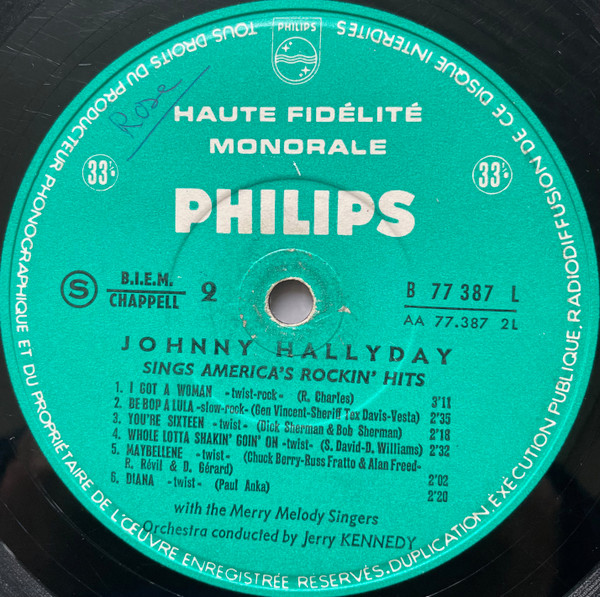 PHILIPS
Rose
HAUTE FIDÉLITÉ
MONORALE
33 1/3
33 1/3
PHILIPS
S
B.I.E.M.
CHAPPELL
2
B 77 387 L
AA 77.387 2L
JOHNNY HALLYDAY
SINGS AMERICA'S ROCKIN' HITS
1. I GOT A WOMAN -twist-rock- (R. Charles) 3'11
2. BE BOP A LULA -slow-rock- (Gen Vincent-Sheriff Tex Davis-Vesta) 2'35
3. YOU'RE SIXTEEN -twist- (Dick Sherman & Bob Sherman) 2'18
4. WHOLE LOTTA SHAKIN' GOIN' ON -twist- (S. David-D. Williams) 2'32
5. MAYBELLENE -twist- (Chuck Berry-Russ Fratto & Alan Freed-
R. Révil & D. Gérard) 2'02
6. DIANA -twist- (Paul Anka) 2'20
with the Merry Melody Singers
Orchestra conducted by Jerry KENNEDY
TOUS DROITS DU PRODUCTEUR PHONOGRAPHIQUE ET DU PROPRIÉTAIRE DE L'ŒUVRE ENREGISTRÉE RESERVÉS. DUPLICATION EXÉCUTION PUBLIQUE, RADIODIFFUSION DE CE DISQUE INTERDITES